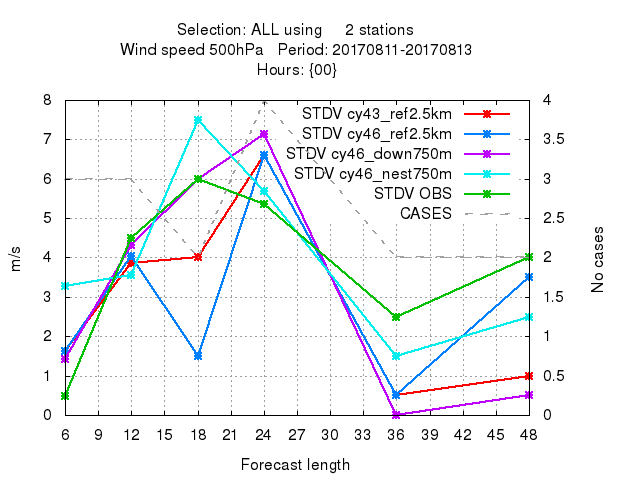 Selection: ALL using 2 stations
Wind speed 500hPa Period: 20170811-20170813
Hours: {00}
STDV cy43_ref2.5km
STDV cy46_ref2.5km
STDV cy46_down750m
STDV cy46_nest750m
STDV OBS
CASES
8
7
6
5
4
3
2
1
0
m/s
4
3.5
3
2.5
2
1.5
1
0.5
0
No cases
6 9 12 15 18 21 24 27 30 33 36 39 42 45 48
Forecast length